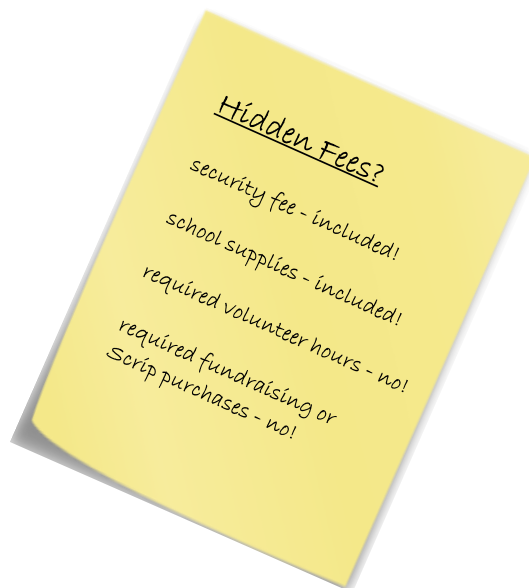 Hidden Fees?
security fee - included!
school supplies - included!
required volunteer hours - no!
required fundraising or
Scrip purchases - no!